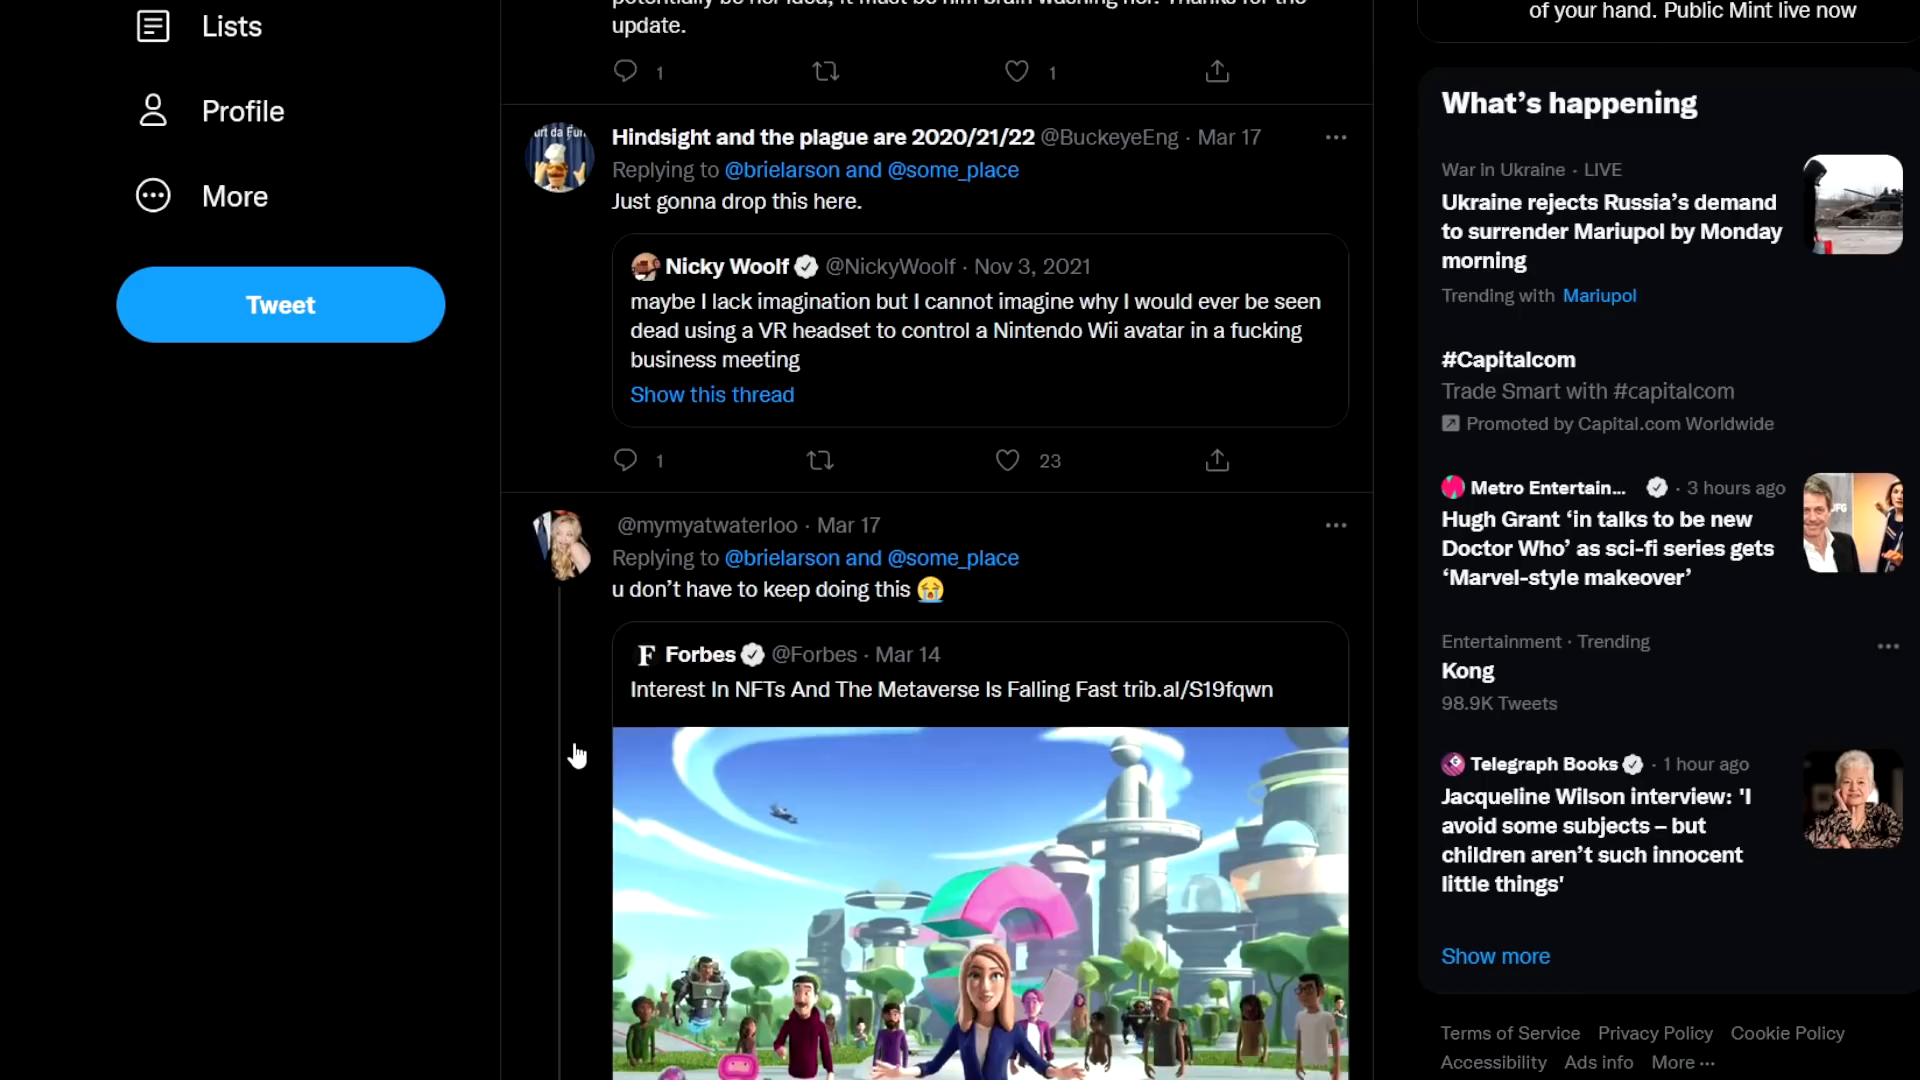 Lists
Profile
More
Tweet
update.
1
1
Hindsight and the plague are 2020/21/22 @BuckeyeEng · Mar 17
Replying to @brielarson and @some_place
Just gonna drop this here.
Nicky Woolf @NickyWoolf · Nov 3, 2021
maybe I lack imagination but I cannot imagine why I would ever be seen
dead using a VR headset to control a Nintendo Wii avatar in a fucking
business meeting
Show this thread
1
23
@mymyatwaterloo · Mar 17
Replying to @brielarson and @some_place
u don’t have to keep doing this 😭
Forbes @Forbes · Mar 14
Interest In NFTs And The Metaverse Is Falling Fast trib.al/S19fqwn
of your hand. Public Mint live now
What’s happening
War in Ukraine · LIVE
Ukraine rejects Russia’s demand
to surrender Mariupol by Monday
morning
Trending with Mariupol
#Capitalcom
Trade Smart with #capitalcom
Promoted by Capital.com Worldwide
Metro Entertain... · 3 hours ago
Hugh Grant ‘in talks to be new
Doctor Who’ as sci-fi series gets
‘Marvel-style makeover’
Entertainment · Trending
Kong
98.9K Tweets
Telegraph Books · 1 hour ago
Jacqueline Wilson interview: 'I
avoid some subjects – but
children aren’t such innocent
little things'
Show more
Terms of Service Privacy Policy Cookie Policy
Accessibility Ads info More ···